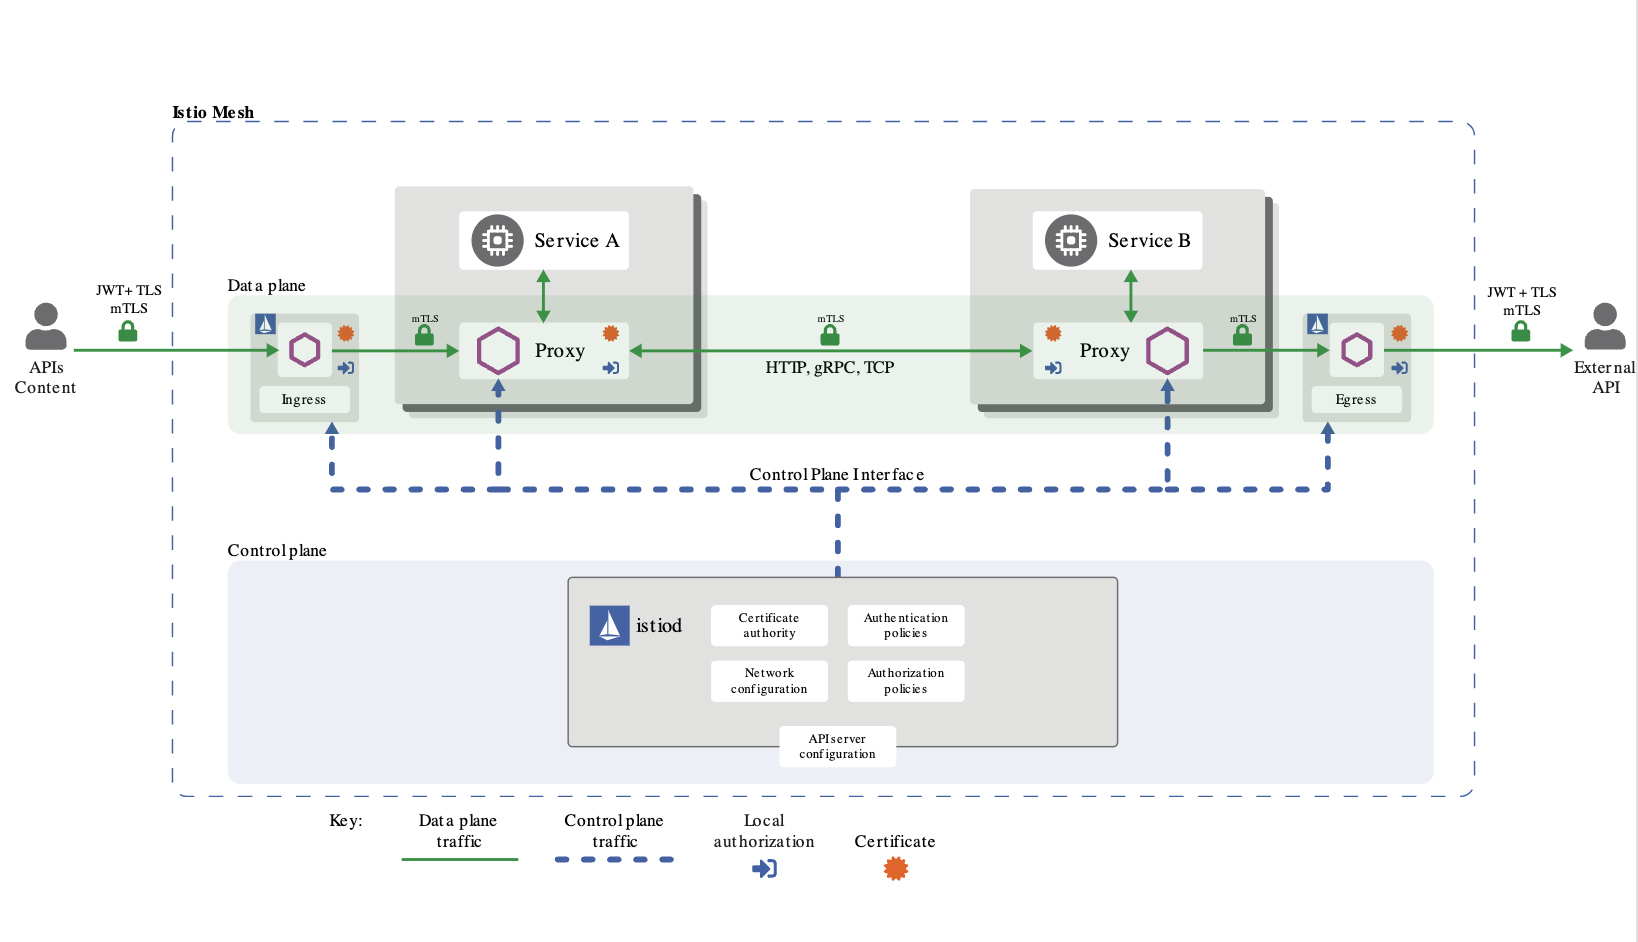 Istio Mesh
Data plane
JWT+ TLS
mTLS
APIs
Content
Ingress
mTLS
Service A
Proxy
mTLS
HTTP, gRPC, TCP
Service B
Proxy
mTLS
Egress
JWT + TLS
mTLS
External
API
Control Plane Interface
Control plane
istiod
Certificate
authority
Authentication
policies
Network
configuration
Authorization
policies
API server
configuration
Key:
Data plane
traffic
Control plane
traffic
Local
authorization
Certificate